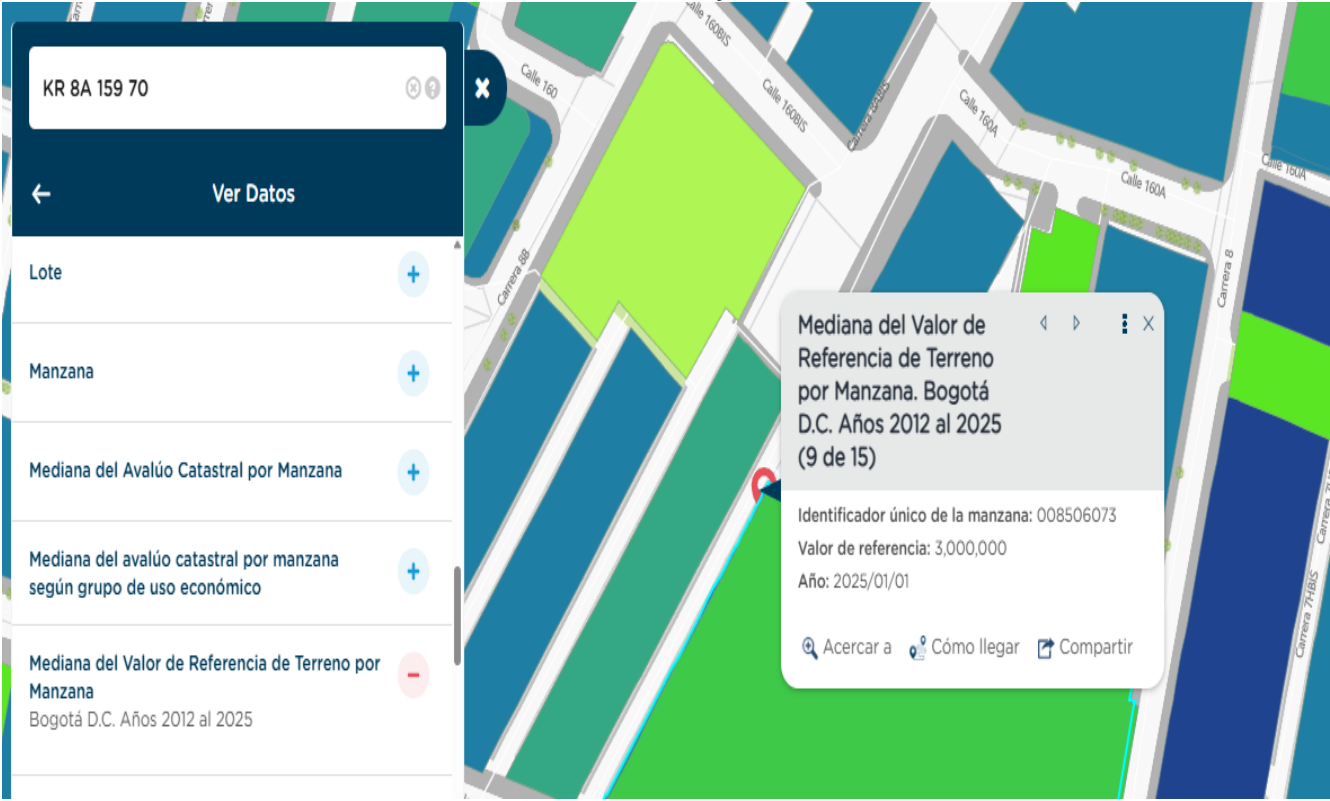 KR 8A 159 70
Ver Datos
Lote
Manzana
Mediana del Avalúo Catastral por Manzana
Mediana del avalúo catastral por manzana
según grupo de uso económico
Mediana del Valor de Referencia de Terreno por
Manzana
Bogotá D.C. Años 2012 al 2025
Calle 160BIS
Calle 160
Calle 160BIS
Carrera 8ABIS
Calle 160A
Calle 160A
Calle 160A
Carrera 8B
Carrera 8
Mediana del Valor de
Referencia de Terreno
por Manzana. Bogotá
D.C. Años 2012 al 2025
(9 de 15)
Identificador único de la manzana: 008506073
Valor de referencia: 3,000,000
Año: 2025/01/01
Acercar a
Cómo llegar
Compartir
Carrera 7HBIS